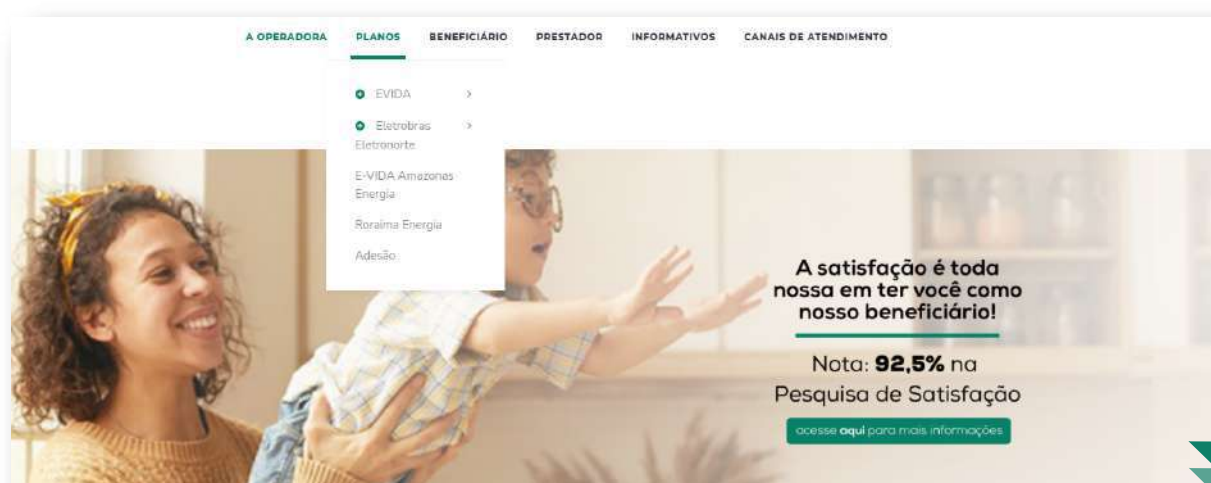 A OPERADORA PLANOS BENEFICIÁRIO PRESTADOR INFORMATIVOS CANAIS DE ATENDIMENTO
EVIDA
Eletrobras
Eletronorte
E-VIDA Amazonas
Energia
Roraima Energia
Adesão
A satisfação é toda
nossa em ter você como
nosso beneficiário!
Nota: 92,5% na
Pesquisa de Satisfação
acesse aqui para mais informações